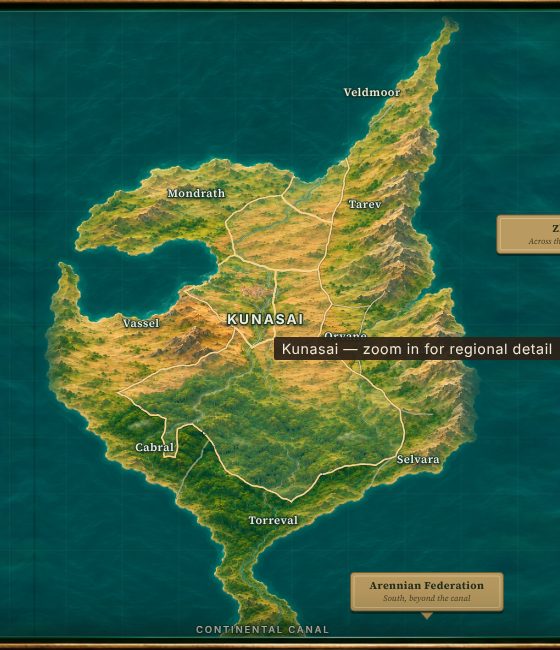 Veldmoor
Mondrath
Tarev
Z
Across th
KUNASAI
Vassel
Kunasai — zoom in for regional detail
Cabral
Selvara
Torreval
Arennian Federation
South, beyond the canal
CONTINENTAL CANAL